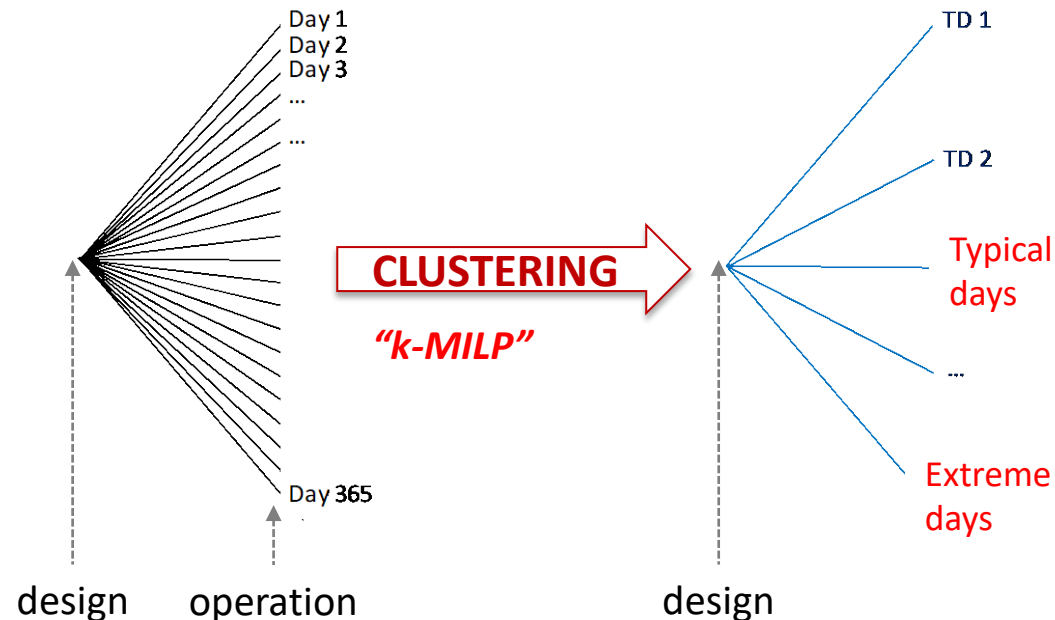 Day 1
Day 2
Day 3
...
...
Day 365
design
operation
CLUSTERING
“k-MILP”
TD 1
TD 2
Typical
days
...
Extreme
days
design